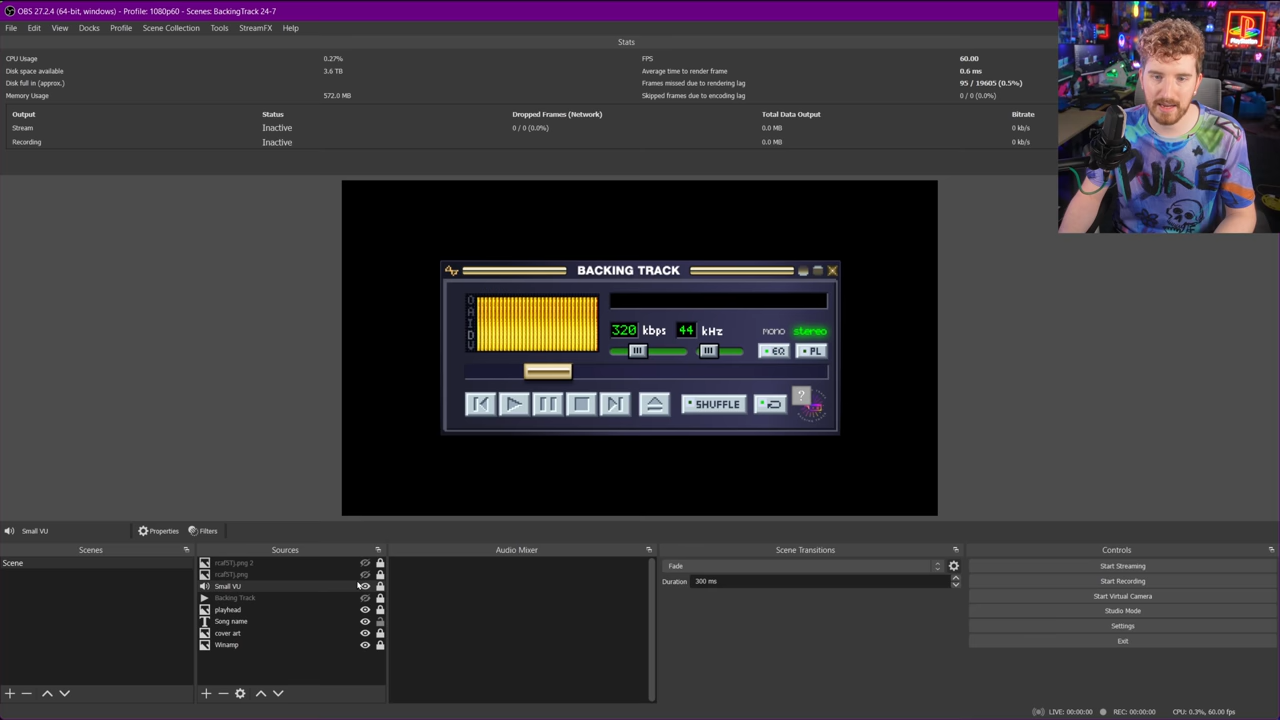 OBS 27.2.4 (64-bit, windows) - Profile: 1080p60 - Scenes: BackingTrack 24-7
File Edit View Docks Profile Scene Collection Tools StreamFX Help
Stats
CPU Usage 0.27% FPS 60.00
Disk space available 3.6 TB Average time to render frame 0.6 ms
Disk full in (approx.) Frames missed due to rendering lag 95 / 19605 (0.5%)
Memory Usage 572.0 MB Skipped frames due to encoding lag 0 / 0 (0.0%)
Output Status Dropped Frames (Network) Total Data Output Bitrate
Stream Inactive 0 / 0 (0.0%) 0.0 MB 0 kb/s
Recording Inactive 0.0 MB 0 kb/s
PlayStation
PURE
BACKING TRACK
O
A
I
D
V
320 kbps 44 kHz mono stereo
EQ PL
SHUFFLE ?
Small VU Properties Filters
Scenes Sources Audio Mixer Scene Transitions Controls
Scene
rcaf5Tj.png 2
rcaf5Tj.png
Small VU
Backing Track
playhead
Song name
cover art
Winamp
Fade
Duration 300 ms
Start Streaming
Start Recording
Start Virtual Camera
Studio Mode
Settings
Exit
LIVE: 00:00:00 REC: 00:00:00 CPU: 0.3%, 60.00 fps